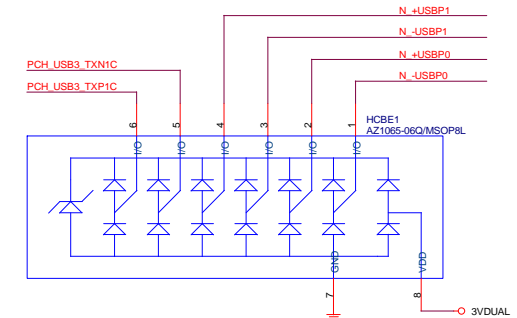 N_+USBP1
N_-USBP1
N_+USBP0
N_-USBP0
PCH_USB3_TXN1C
PCH_USB3_TXP1C
HCBE1
AZ1065-06Q/MSOP8L
6 5 4 3 2 1
I/O I/O I/O I/O I/O I/O
GND VDD
7 8
3VDUAL